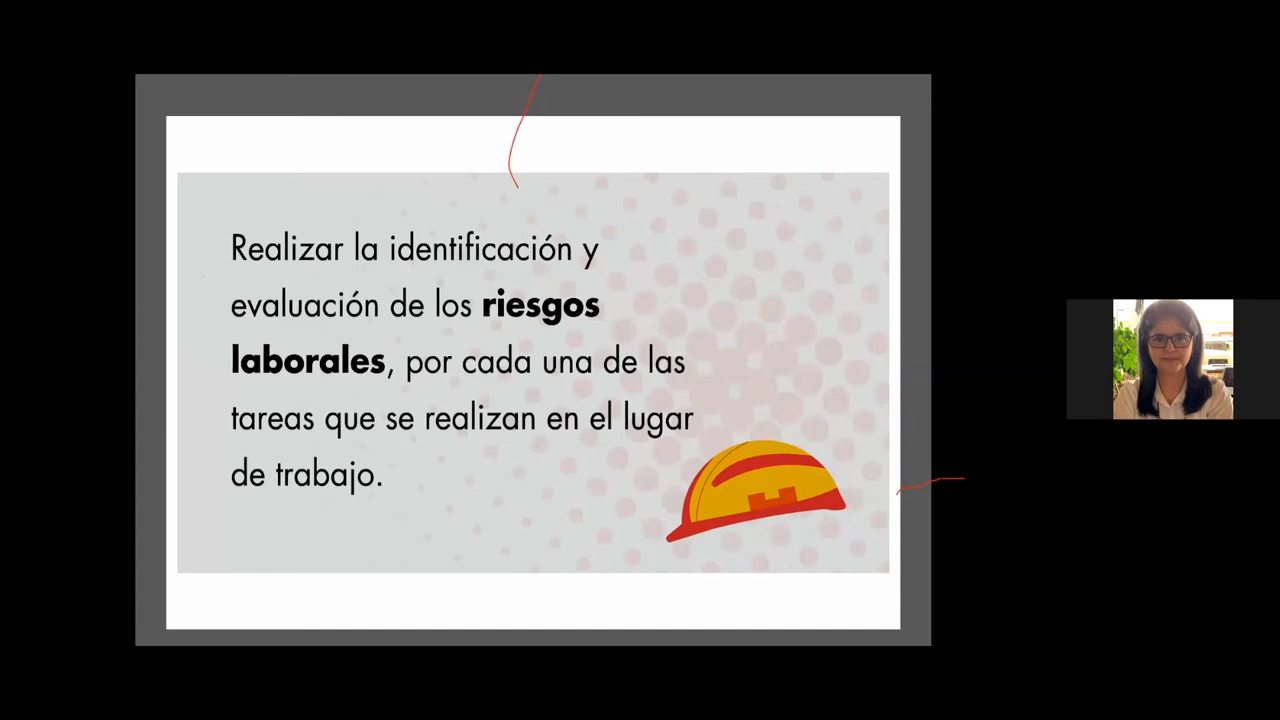 Realizar la identificación y
evaluación de los riesgos
laborales, por cada una de las
tareas que se realizan en el lugar
de trabajo.